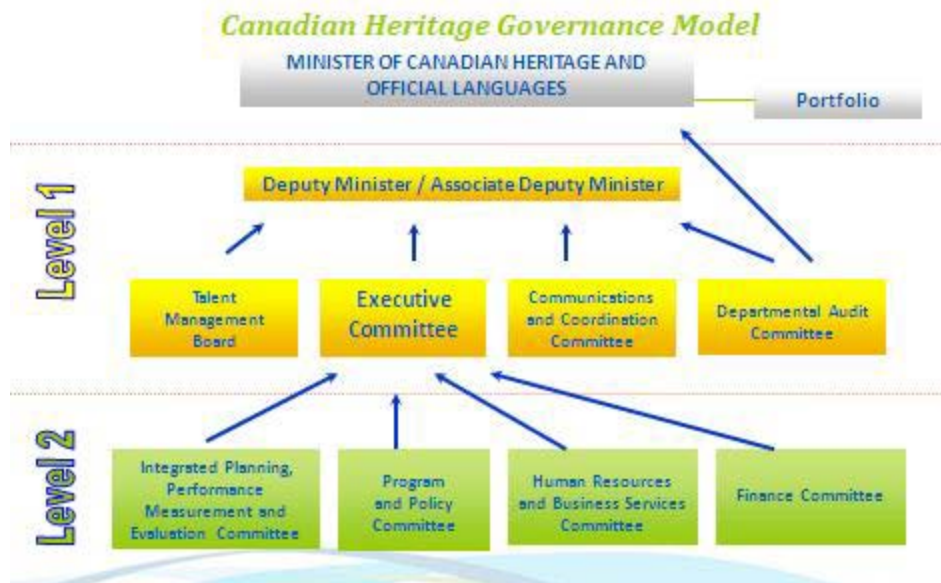 Canadian Heritage Governance Model
MINISTER OF CANADIAN HERITAGE AND
OFFICIAL LANGUAGES
Portfolio
Level 1
Deputy Minister / Associate Deputy Minister
Talent
Management
Board
Executive
Committee
Communications
and Coordination
Committee
Departmental Audit
Committee
Level 2
Integrated Planning,
Performance
Measurement and
Evaluation Committee
Program
and Policy
Committee
Human Resources
and Business Services
Committee
Finance Committee